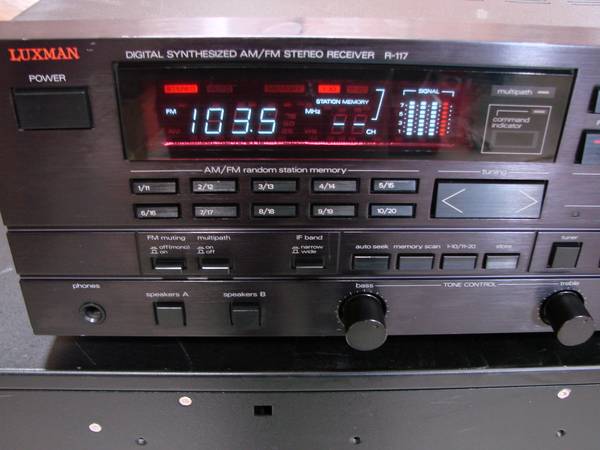 LUXMAN DIGITAL SYNTHESIZED AM/FM STEREO RECEIVER R-117
POWER
STEREO
SIGNAL
multipath
STATION MEMORY
FM 103.5 MHz
CH
command
indicator
AM/FM random station memory
tuning
1/11 2/12 3/13 4/14 5/15
6/16 7/17 8/18 9/19 10/20
FM muting multipath IF band
off(mono) on narrow
on off wide
auto seek memory scan 1-10/11-20 store tuner
phones speakers A speakers B bass TONE CONTROL treble